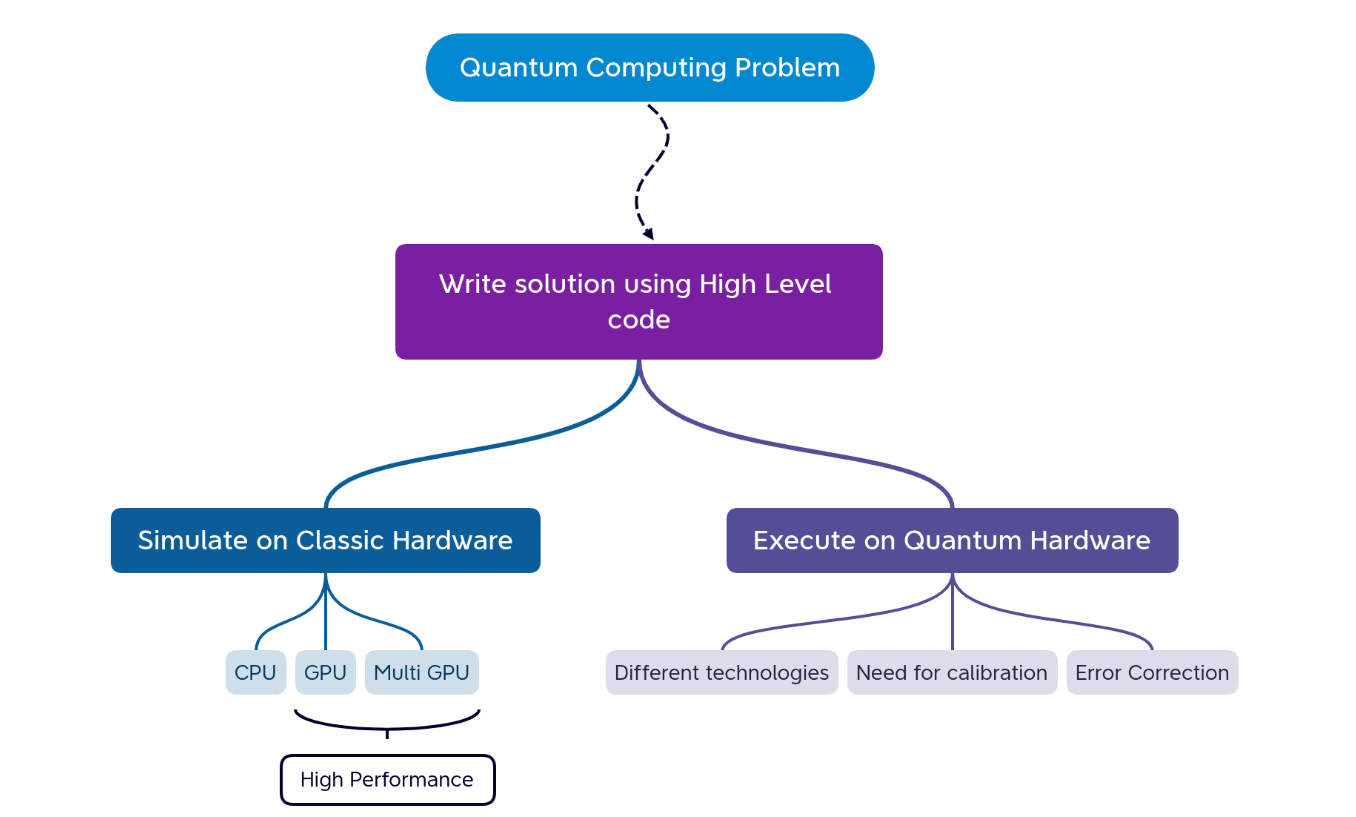 Quantum Computing Problem
Write solution using High Level
code
Simulate on Classic Hardware
Execute on Quantum Hardware
CPU
GPU
Multi GPU
Different technologies
Need for calibration
Error Correction
High Performance